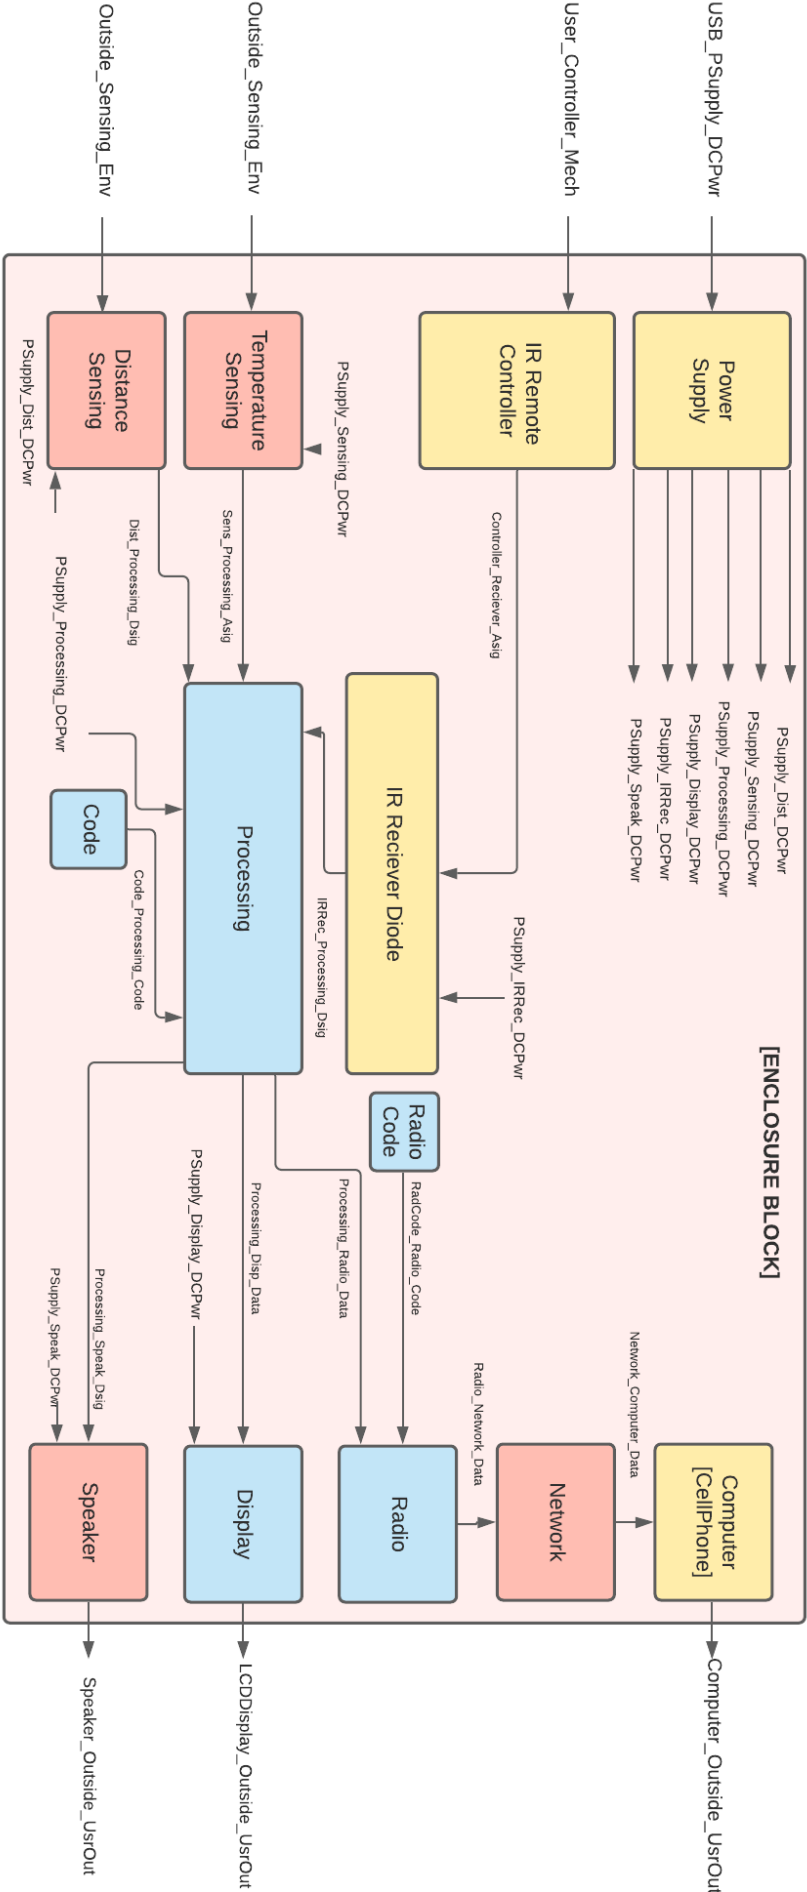 USB_PSupply_DCPwr
User_Controller_Mech
Outside_Sensing_Env
Outside_Sensing_Env
Power
Supply
IR Remote
Controller
Temperature
Sensing
Distance
Sensing
PSupply_Sensing_DCPwr
PSupply_Dist_DCPwr
Controller_Reciever_Asig
Sens_Processing_Asig
Dist_Processing_Dsig
PSupply_Processing_DCPwr
PSupply_Dist_DCPwr
PSupply_Sensing_DCPwr
PSupply_Processing_DCPwr
PSupply_Display_DCPwr
PSupply_IRRec_DCPwr
PSupply_Speak_DCPwr
IR Reciever Diode
Processing
Code
Code_Processing_Code
IRRec_Processing_Dsig
PSupply_IRRec_DCPwr
[ENCLOSURE BLOCK]
Radio
Code
RadCode_Radio_Code
Processing_Radio_Data
Processing_Disp_Data
PSupply_Display_DCPwr
Processing_Speak_Dsig
PSupply_Speak_DCPwr
Network_Computer_Data
Radio_Network_Data
Computer
[CellPhone]
Network
Radio
Display
Speaker
Computer_Outside_UsrOut
LCDDisplay_Outside_UsrOut
Speaker_Outside_UsrOut